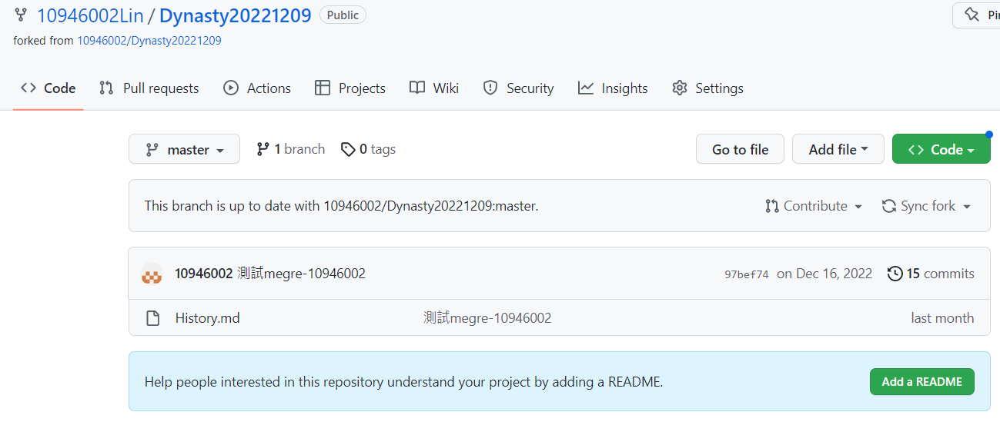 10946002Lin / Dynasty20221209 Public
forked from 10946002/Dynasty20221209
Code Pull requests Actions Projects Wiki Security Insights Settings
master 1 branch 0 tags Go to file Add file Code
This branch is up to date with 10946002/Dynasty20221209:master. Contribute Sync fork
10946002 測試megre-10946002 97bef74 on Dec 16, 2022 15 commits
History.md 測試megre-10946002 last month
Help people interested in this repository understand your project by adding a README. Add a README